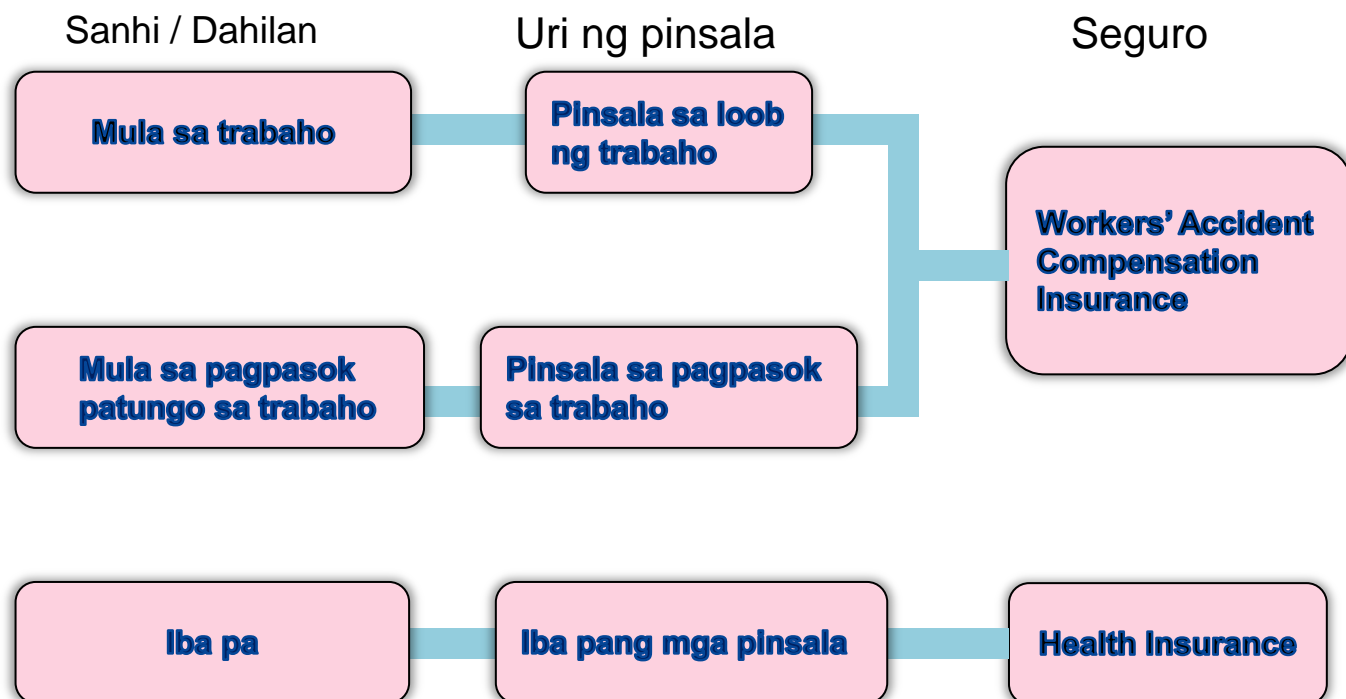 Sanhi / Dahilan
Uri ng pinsala
Seguro
Mula sa trabaho
Pinsala sa loob
ng trabaho
Workers' Accident
Compensation
Insurance
Mula sa pagpasok
patungo sa trabaho
Pinsala sa pagpasok
sa trabaho
Iba pa
Iba pang mga pinsala
Health Insurance